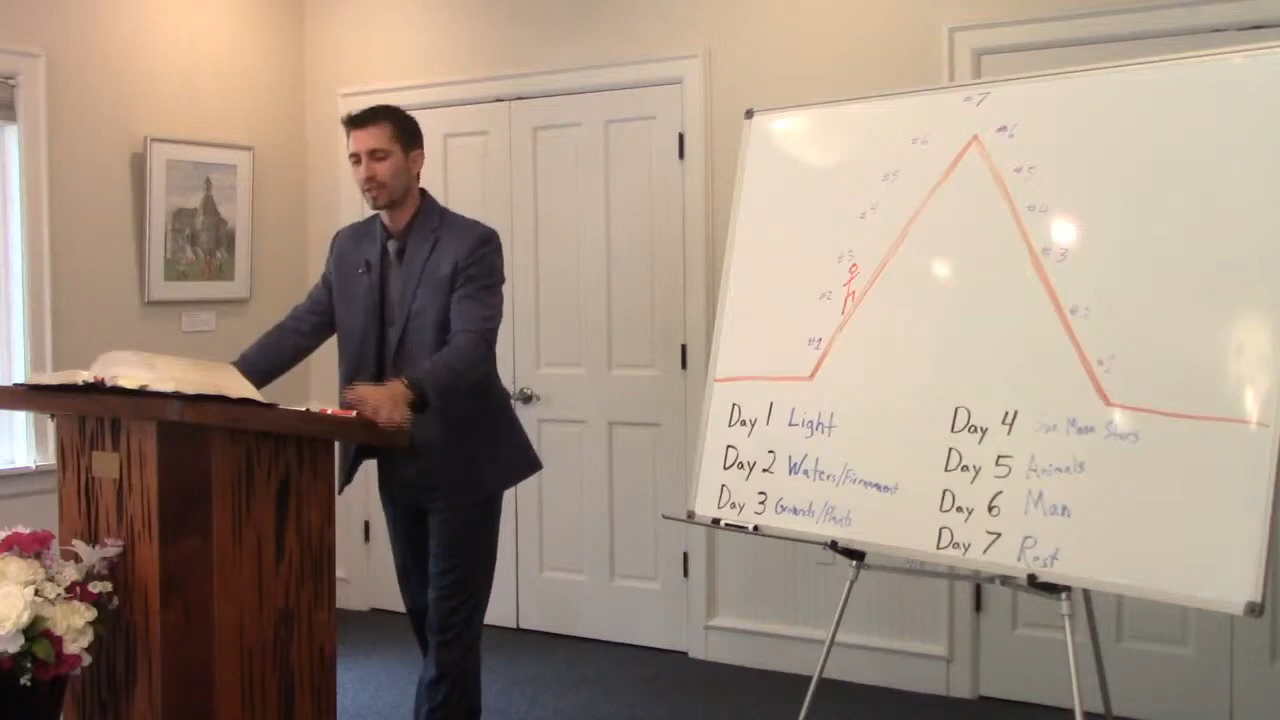 #7
#6 #6
#5 #5
#4 #4
#3 #3
#2 #2
#1 #1
Day 1 Light
Day 2 Waters/Firmament
Day 3 Grounds/Plants
Day 4 Sun Moon Stars
Day 5 Animals
Day 6 Man
Day 7 Rest